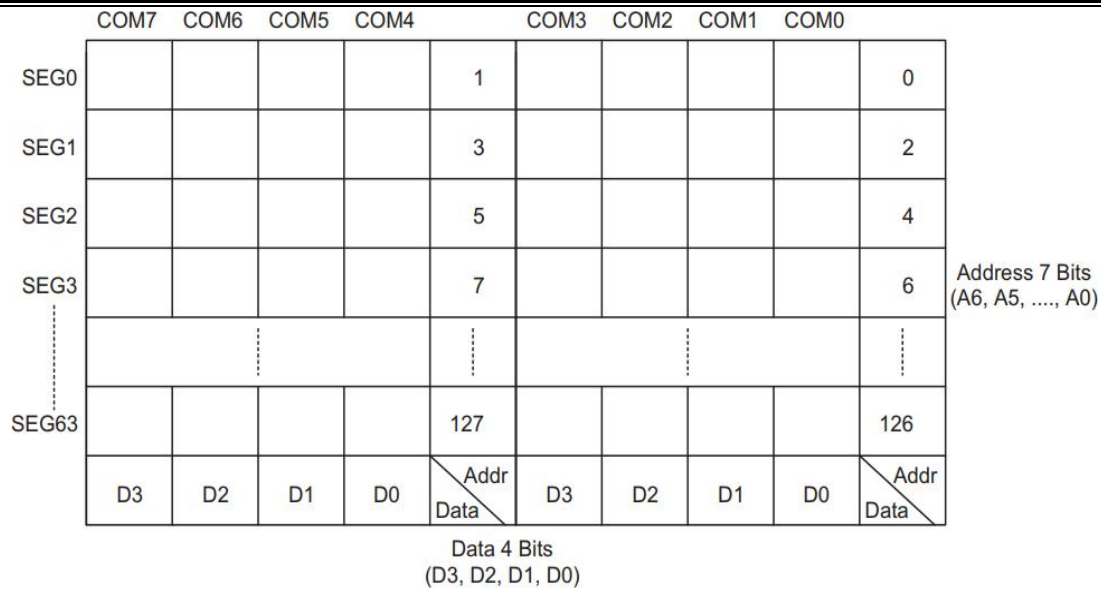 COM7 COM6 COM5 COM4 COM3 COM2 COM1 COM0
SEG0 1 0
SEG1 3 2
SEG2 5 4
SEG3 7 6
Address 7 Bits
(A6, A5, ...., A0)
SEG63 127 126
D3 D2 D1 D0 Addr Data D3 D2 D1 D0 Addr Data
Data 4 Bits
(D3, D2, D1, D0)